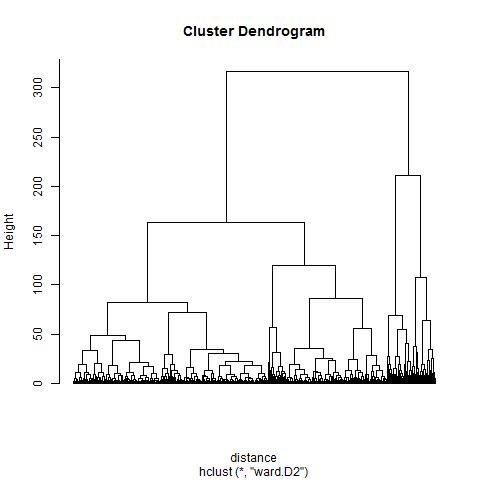 Cluster Dendrogram
Height
300
250
200
150
100
50
0
distance
hclust (*, "ward.D2")